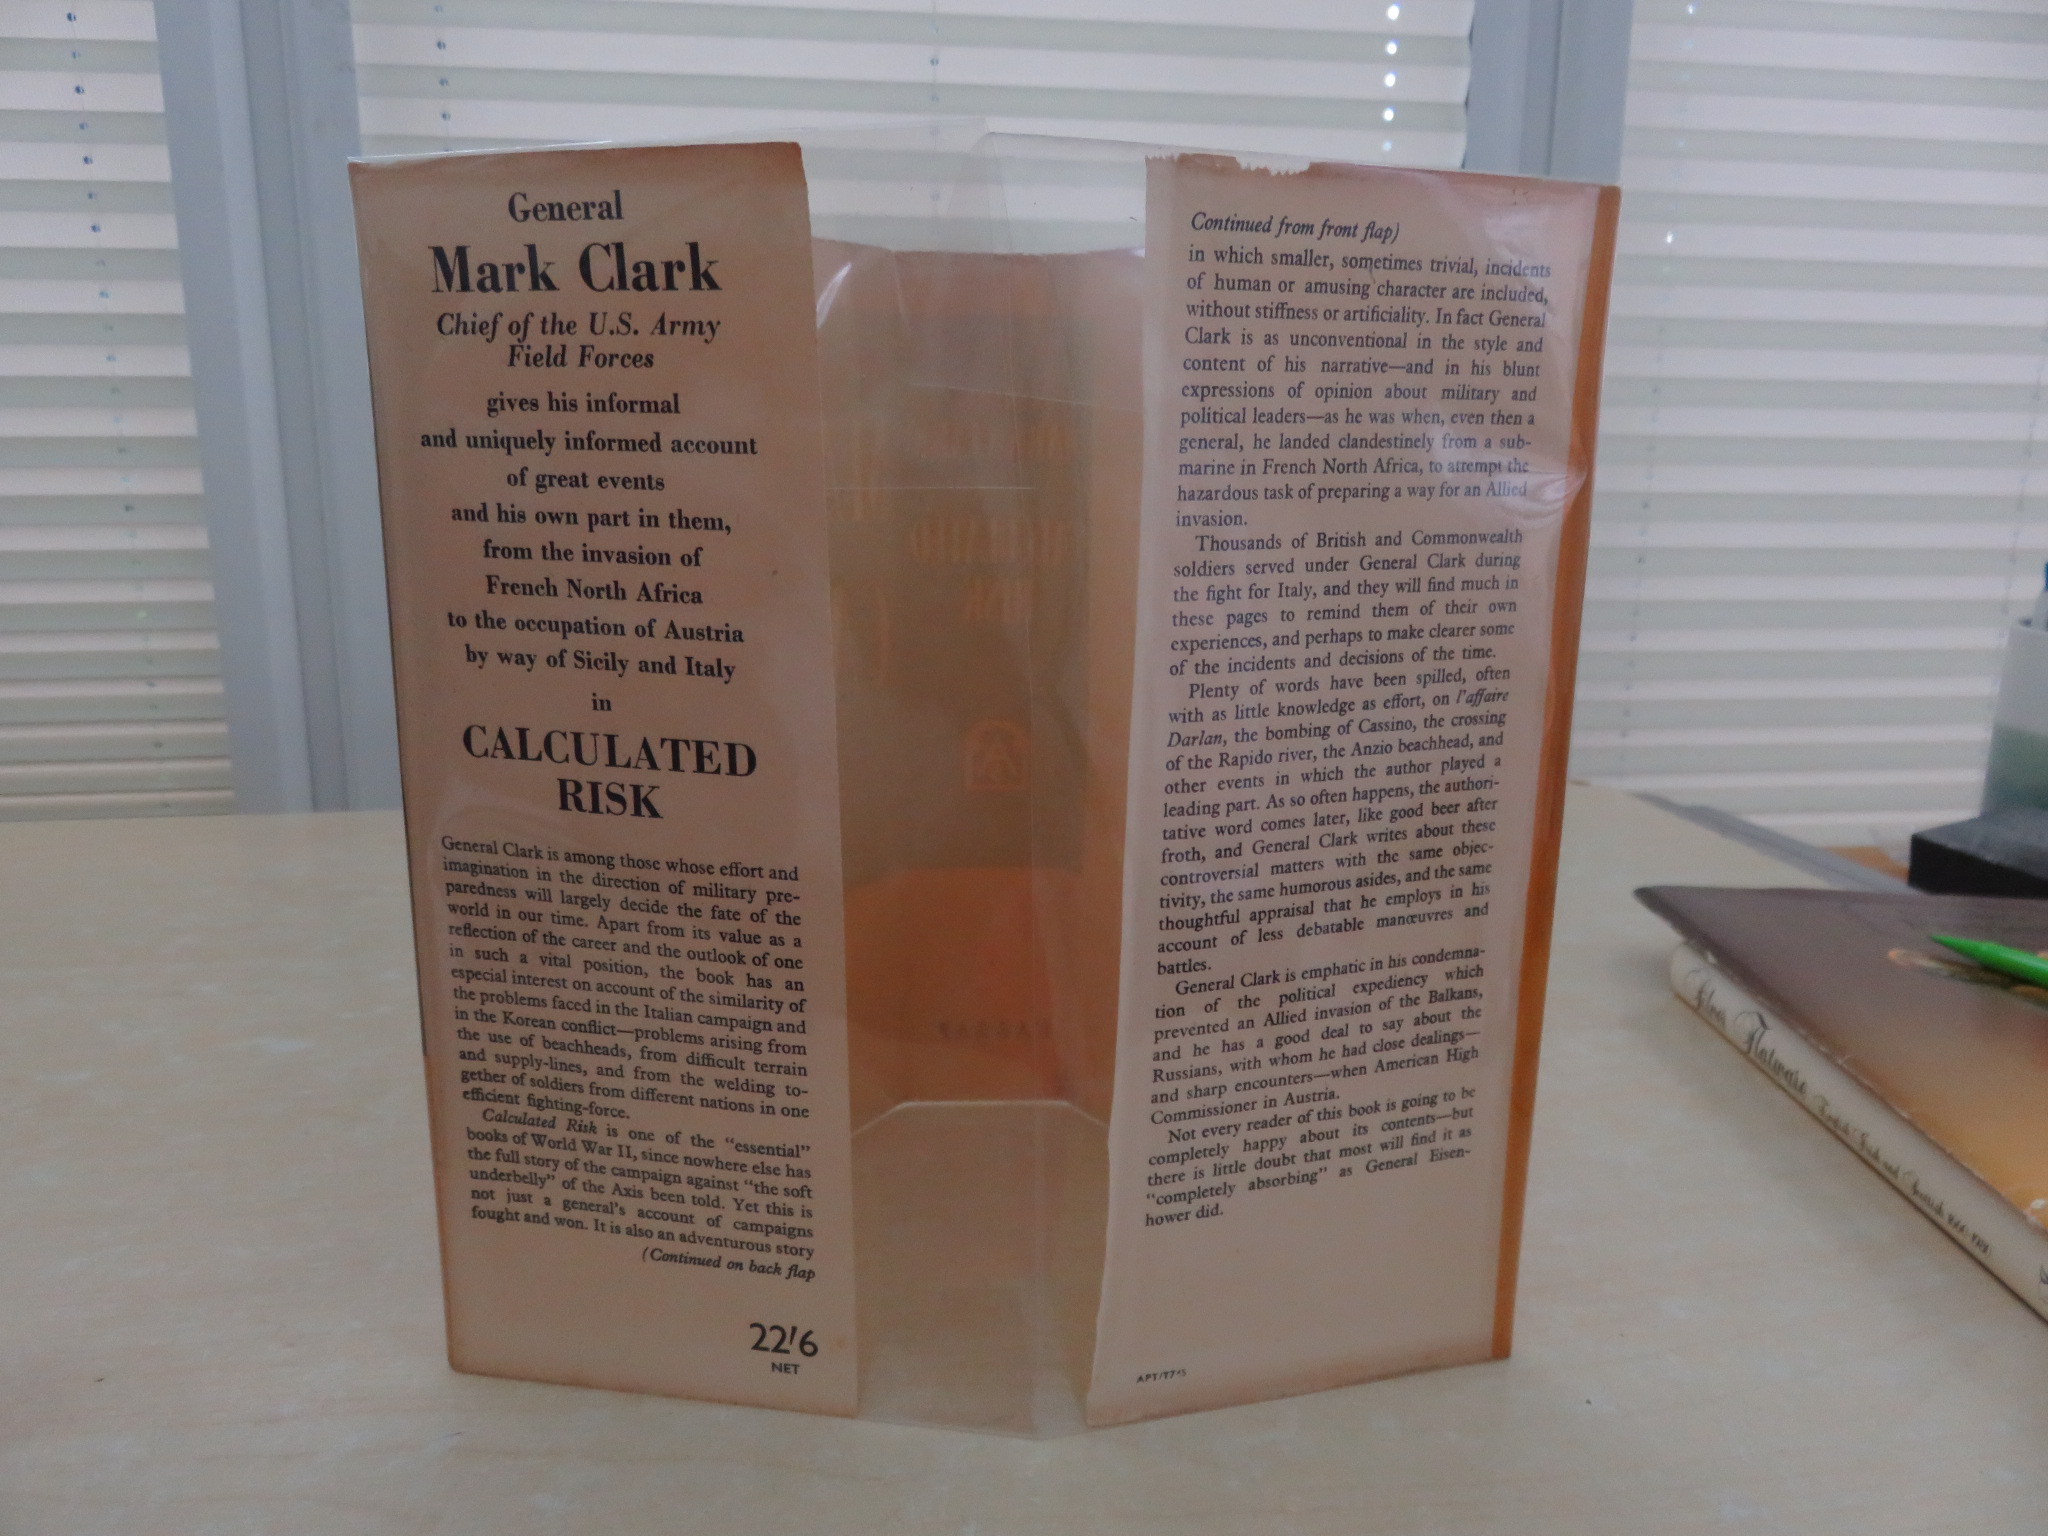 General
Mark Clark
Chief of the U.S. Army
Field Forces
gives his informal
and uniquely informed account
of great events
and his own part in them,
from the invasion of
French North Africa
to the occupation of Austria
by way of Sicily and Italy
in
CALCULATED
RISK
General Clark is among those whose effort and
imagination in the direction of military pre-
paredness will largely decide the fate of the
world in our time. Apart from its value as a
reflection of the career and the outlook of one
in such a vital position, the book has an
especial interest on account of the similarity of
the problems faced in the Italian campaign and
in the Korean conflict—problems arising from
the use of beachheads, from difficult terrain
and supply-lines, and from the welding to-
gether of soldiers from different nations in one
efficient fighting-force.
Calculated Risk is one of the "essential"
books of World War II, since nowhere else has
the full story of the campaign against "the soft
underbelly" of the Axis been told. Yet this is
not just a general's account of campaigns
fought and won. It is also an adventurous story
(Continued on back flap
22'6
NET
Continued from front flap)
in which smaller, sometimes trivial, incidents
of human or amusing character are included,
without stiffness or artificiality. In fact General
Clark is as unconventional in the style and
content of his narrative—and in his blunt
expressions of opinion about military and
political leaders—as he was when, even then a
general, he landed clandestinely from a sub-
marine in French North Africa, to attempt the
hazardous task of preparing a way for an Allied
invasion.
Thousands of British and Commonwealth
soldiers served under General Clark during
the fight for Italy, and they will find much in
these pages to remind them of their own
experiences, and perhaps to make clearer some
of the incidents and decisions of the time.
Plenty of words have been spilled, often
with as little knowledge as effort, on l'affaire
Darlan, the bombing of Cassino, the crossing
of the Rapido river, the Anzio beachhead, and
other events in which the author played a
leading part. As so often happens, the authori-
tative word comes later, like good beer after
froth, and General Clark writes about these
controversial matters with the same objec-
tivity, the same humorous asides, and the same
thoughtful appraisal that he employs in his
account of less debatable manœuvres and
battles.
General Clark is emphatic in his condemna-
tion of the political expediency which
prevented an Allied invasion of the Balkans,
and he has a good deal to say about the
Russians, with whom he had close dealings—
and sharp encounters—when American High
Commissioner in Austria.
Not every reader of this book is going to be
completely happy about its contents—but
there is little doubt that most will find it as
"completely absorbing" as General Eisen-
hower did.